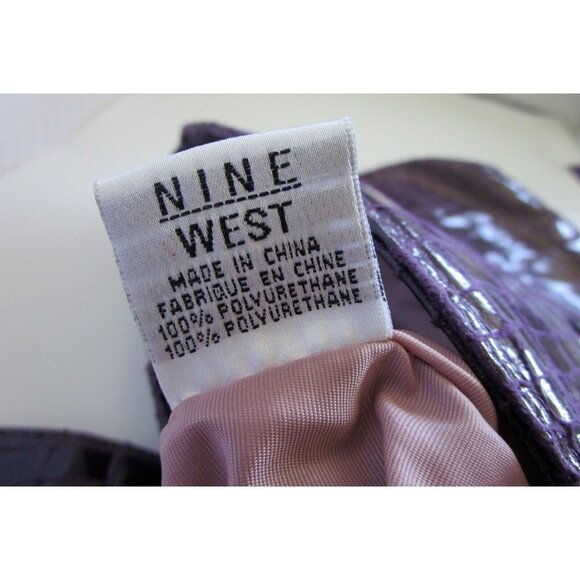 NINE
WEST
MADE IN CHINA
FABRIQUE EN CHINE
100% POLYURETHANE
100% POLYURETHANE